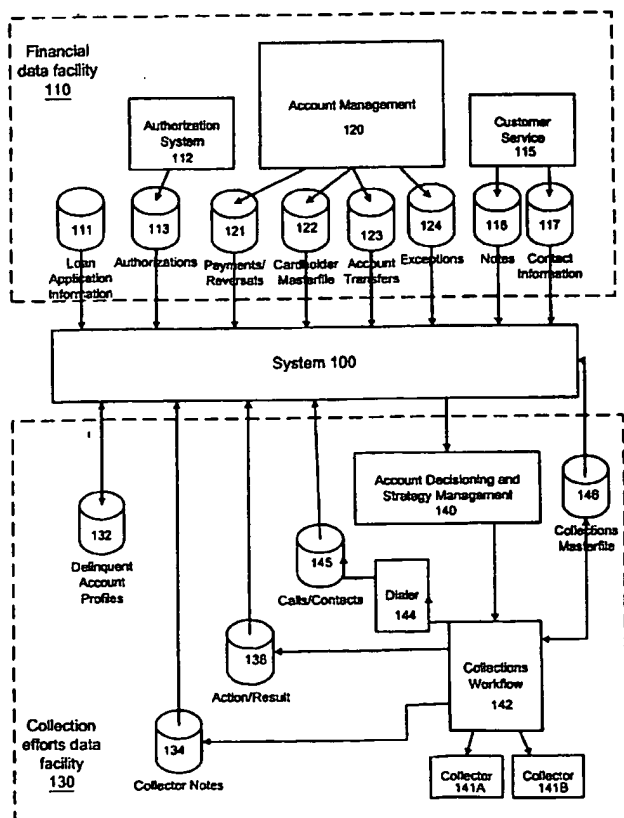 Financial
data facility
110
Authorization
System
112
Account Management
120
Customer
Service
115
111
113
121
122
123
124
116
117
Loan
Application
Information
Authorizations
Payments/
Reversals
Cardholder
Masterfile
Account
Transfers
Exceptions
Notes
Contact
Information
System 100
Account Decisioning and
Strategy Management
140
146
Collections
Masterfile
132
Delinquent
Account
Profiles
145
Calls/Contacts
Dialer
144
138
Action/Result
Collections
Workflow
142
134
Collector Notes
Collection
efforts data
facility
130
Collector
141A
Collector
141B